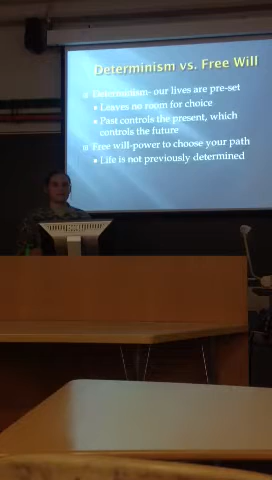 Determinism vs. Free Will
Determinism- our lives are pre-set
Leaves no room for choice
Past controls the present, which
controls the future
Free will-power to choose your path
Life is not previously determined